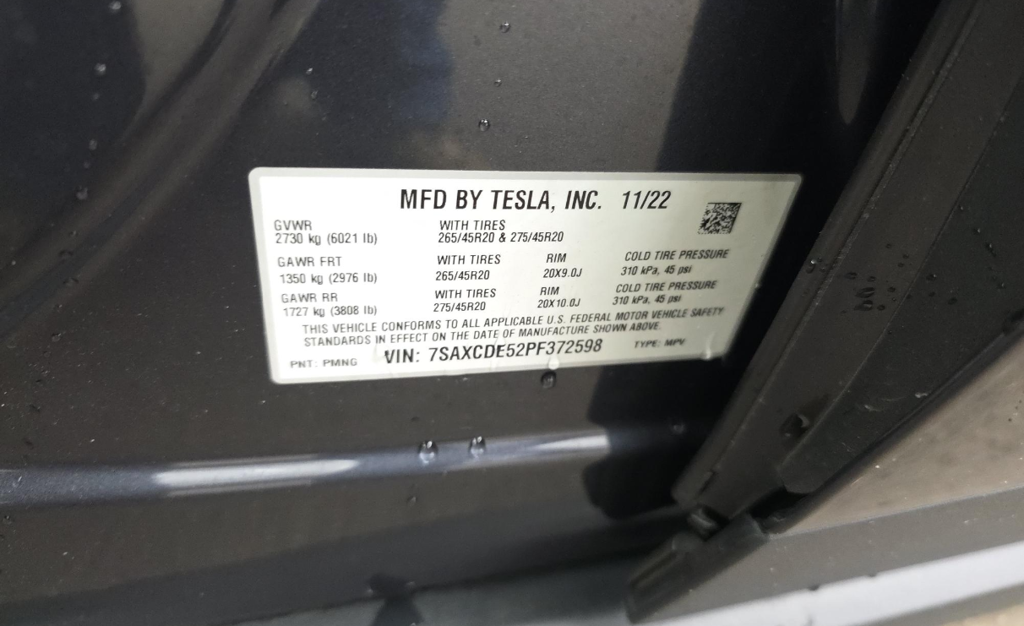 MFD BY TESLA, INC. 11/22
GVWR WITH TIRES
2730 kg (6021 lb) 265/45R20 & 275/45R20
GAWR FRT WITH TIRES RIM COLD TIRE PRESSURE
1350 kg (2976 lb) 265/45R20 20X9.0J 310 kPa, 45 psi
GAWR RR WITH TIRES RIM COLD TIRE PRESSURE
1727 kg (3808 lb) 275/45R20 20X10.0J 310 kPa, 45 psi
THIS VEHICLE CONFORMS TO ALL APPLICABLE U.S. FEDERAL MOTOR VEHICLE SAFETY
STANDARDS IN EFFECT ON THE DATE OF MANUFACTURE SHOWN ABOVE.
PNT: PMNG VIN: 7SAXCDE52PF372598 TYPE: MPV